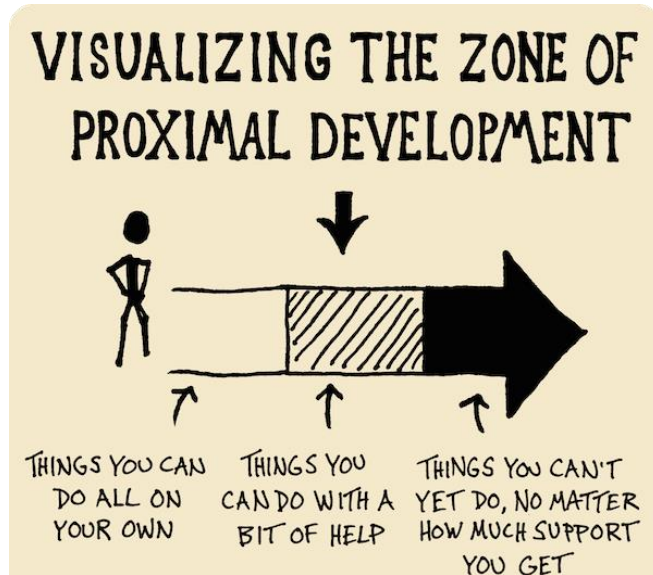 VISUALIZING THE ZONE OF
PROXIMAL DEVELOPMENT
THINGS YOU CAN
DO ALL ON
YOUR OWN
THINGS YOU
CAN DO WITH A
BIT OF HELP
THINGS YOU CAN'T
YET DO, NO MATTER
HOW MUCH SUPPORT
YOU GET